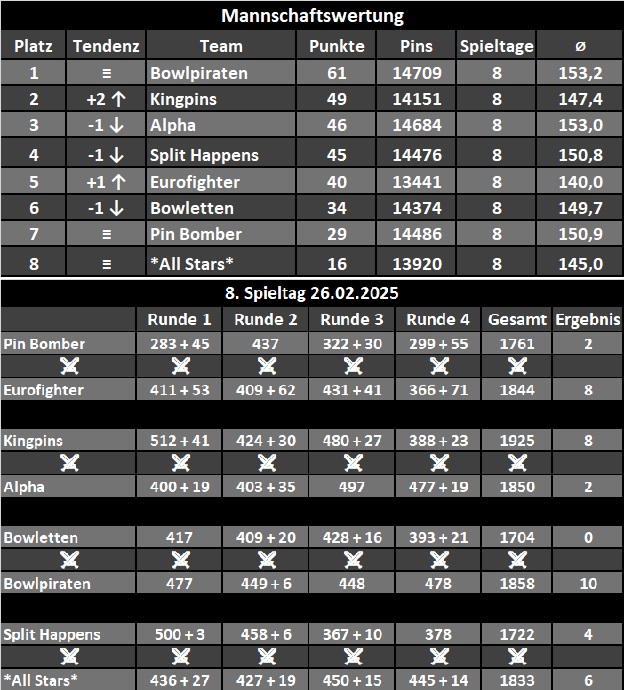 Mannschaftswertung
Platz Tendenz Team Punkte Pins Spieltage ø
1 = Bowlpiraten 61 14709 8 153,2
2 +2 ↑ Kingpins 49 14151 8 147,4
3 -1 ↓ Alpha 46 14684 8 153,0
4 -1 ↓ Split Happens 45 14476 8 150,8
5 +1 ↑ Eurofighter 40 13441 8 140,0
6 -1 ↓ Bowletten 34 14374 8 149,7
7 = Pin Bomber 29 14486 8 150,9
8 = *All Stars* 16 13920 8 145,0
8. Spieltag 26.02.2025
Runde 1 Runde 2 Runde 3 Runde 4 Gesamt Ergebnis
Pin Bomber 283 + 45 437 322 + 30 299 + 55 1761 2
Eurofighter 411 + 53 409 + 62 431 + 41 366 + 71 1844 8
Kingpins 512 + 41 424 + 30 480 + 27 388 + 23 1925 8
Alpha 400 + 19 403 + 35 497 477 + 19 1850 2
Bowletten 417 409 + 20 428 + 16 393 + 21 1704 0
Bowlpiraten 477 449 + 6 448 478 1858 10
Split Happens 500 + 3 458 + 6 367 + 10 378 1722 4
*All Stars* 436 + 27 427 + 19 450 + 15 445 + 14 1833 6